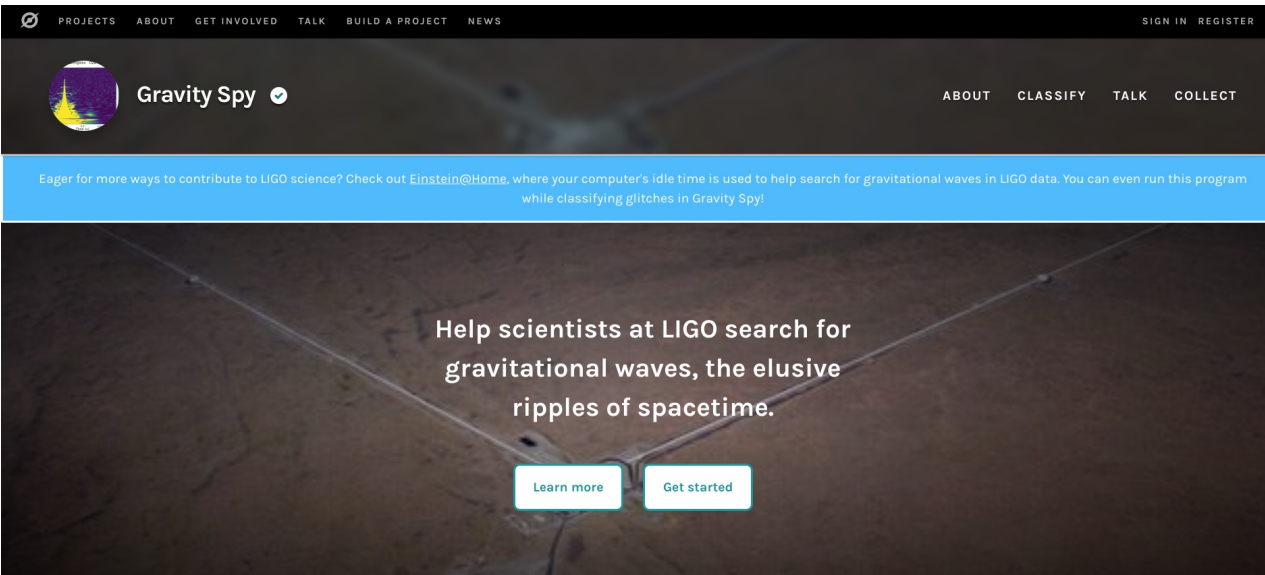 PROJECTS ABOUT GET INVOLVED TALK BUILD A PROJECT NEWS SIGN IN REGISTER
Gravity Spy ABOUT CLASSIFY TALK COLLECT
Eager for more ways to contribute to LIGO science? Check out Einstein@Home, where your computer's idle time is used to help search for gravitational waves in LIGO data. You can even run this program
while classifying glitches in Gravity Spy!
Help scientists at LIGO search for
gravitational waves, the elusive
ripples of spacetime.
Learn more Get started